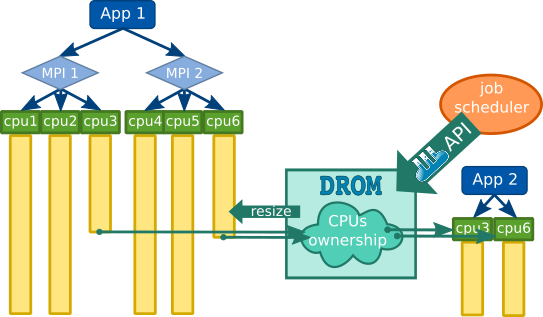 App 1
MPI 1
MPI 2
cpu1
cpu2
cpu3
cpu4
cpu5
cpu6
job
scheduler
API
DROM
resize
CPUs
ownership
App 2
cpu3
cpu6